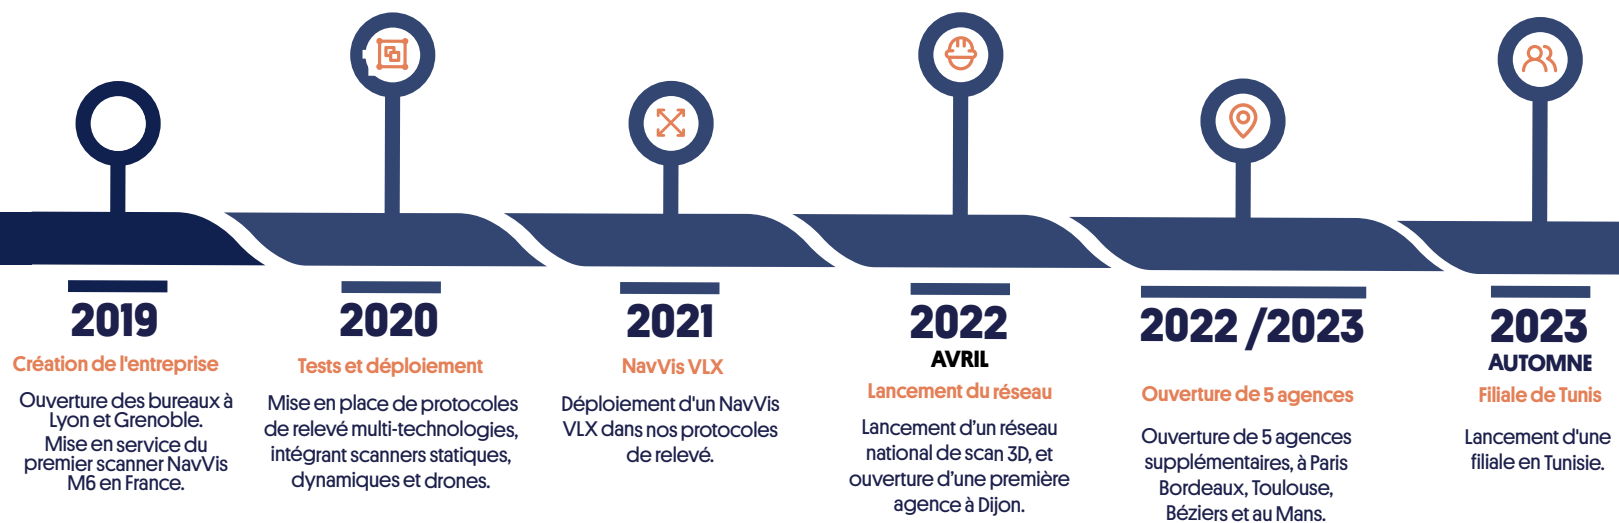 2019
Création de l'entreprise
Ouverture des bureaux à
Lyon et Grenoble.
Mise en service du
premier scanner NavVis
M6 en France.
2020
Tests et déploiement
Mise en place de protocoles
de relevé multi-technologies,
intégrant scanners statiques,
dynamiques et drones.
2021
NavVis VLX
Déploiement d'un NavVis
VLX dans nos protocoles
de relevé.
2022
AVRIL
Lancement du réseau
Lancement d’un réseau
national de scan 3D, et
ouverture d’une première
agence à Dijon.
2022 /2023
Ouverture de 5 agences
Ouverture de 5 agences
supplémentaires, à Paris
Bordeaux, Toulouse,
Béziers et au Mans.
2023
AUTOMNE
Filiale de Tunis
Lancement d'une
filiale en Tunisie.